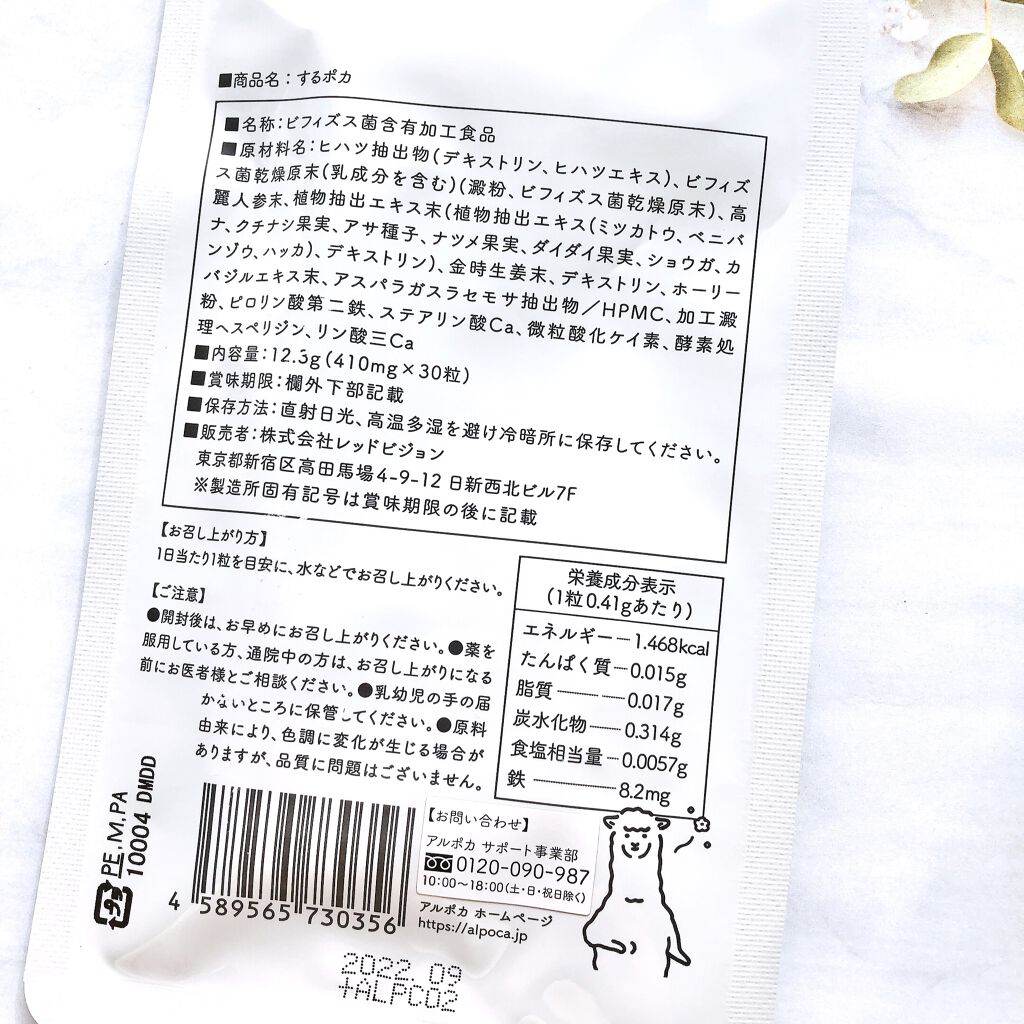 ■商品名：するポカ
■名称：ビフィズス菌含有加工食品
■原材料名：ヒハツ抽出物(デキストリン、ヒハツエキス)、ビフィズ
ス菌乾燥原末(乳成分を含む)(澱粉、ビフィズス菌乾燥原末)、高
麗人参末、植物抽出エキス末(植物抽出エキス(ミツカトウ、ベニバ
ナ、クチナシ果実、アサ種子、ナツメ果実、ダイダイ果実、ショウガ、カ
ンゾウ、ハッカ)、デキストリン)、金時生姜末、デキストリン、ホーリー
バジルエキス末、アスパラガスラセモサ抽出物／HPMC、加工澱
粉、ピロリン酸第二鉄、ステアリン酸Ca、微粒酸化ケイ素、酵素処
理ヘスペリジン、リン酸三Ca
■内容量：12.3g(410mg×30粒)
■賞味期限：欄外下部記載
■保存方法：直射日光、高温多湿を避け冷暗所に保存してください。
■販売者：株式会社レッドビジョン
東京都新宿区高田馬場4-9-12 日新西北ビル7F
※製造所固有記号は賞味期限の後に記載
【お召し上がり方】
1日当たり1粒を目安に、水などでお召し上がりください。
【ご注意】
●開封後は、お早めにお召し上がりください。●薬を
服用している方、通院中の方は、お召し上がりになる
前にお医者様とご相談ください。●乳幼児の手の届
かないところに保管してください。●原料
由来により、色調に変化が生じる場合が
ありますが、品質に問題はございません。
栄養成分表示
(1粒0.41gあたり)
エネルギー—1.468kcal
たんぱく質—0.015g
脂質—0.017g
炭水化物—0.314g
食塩相当量—0.0057g
鉄—8.2mg
プラ
PE,M,PA
10004 DMDD
4 589565 730356
【お問い合わせ】
アルポカ サポート事業部
0120-090-987
10:00～18:00(土・日・祝日除く)
アルポカ ホームページ
https://alpoca.jp
2022.09
tALPC02